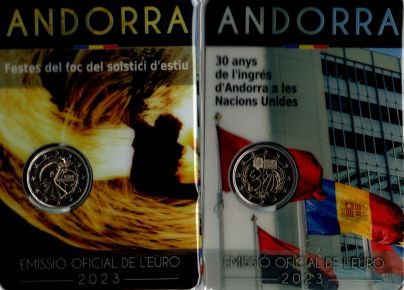 ANDORRA
Festes del foc del solstici d'estiu
EMISSIÓ OFICIAL DE L'EURO
2023
ANDORRA
30 anys
de l'ingrés
d'Andorra a les
Nacions Unides
EMISSIÓ OFICIAL DE L'EURO
2023